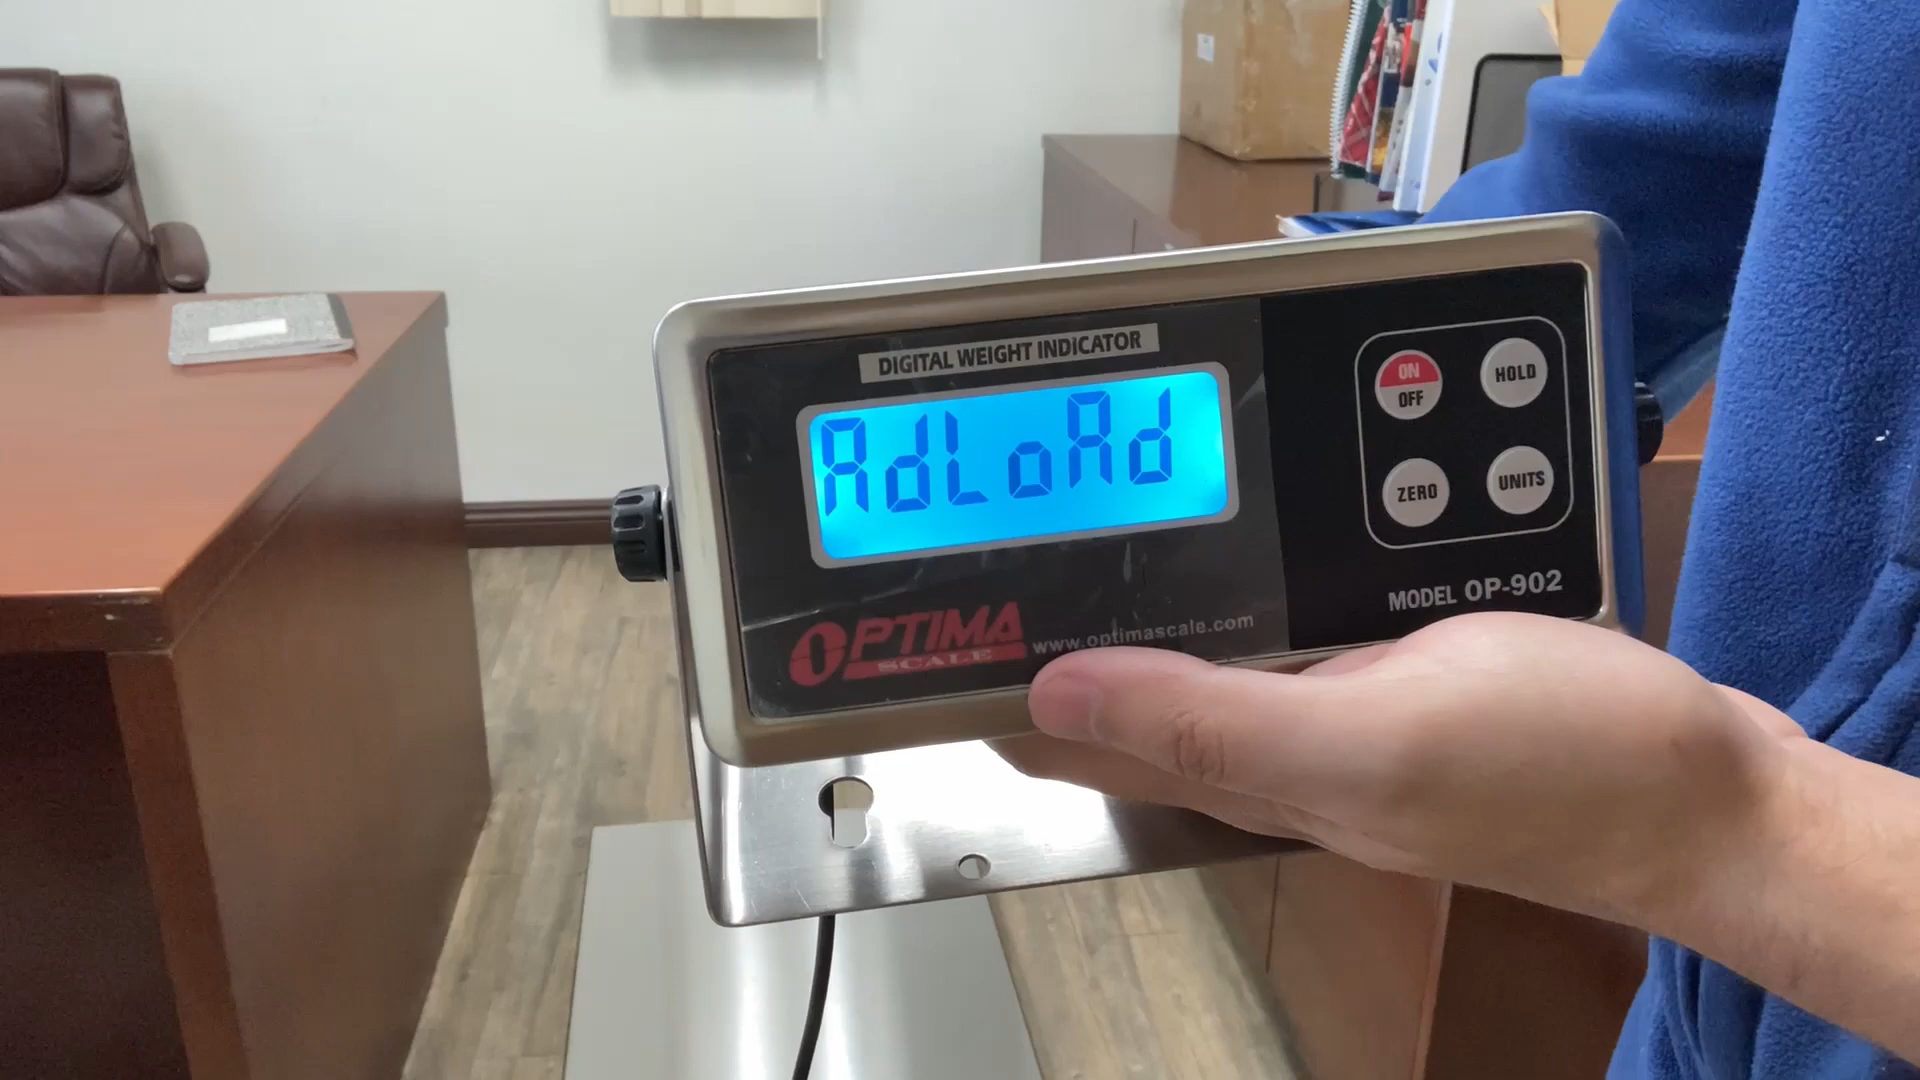 DIGITAL WEIGHT INDICATOR
AdLoAd
ON
OFF
HOLD
ZERO
UNITS
MODEL OP-902
OPTIMA
SCALE
www.optimascale.com